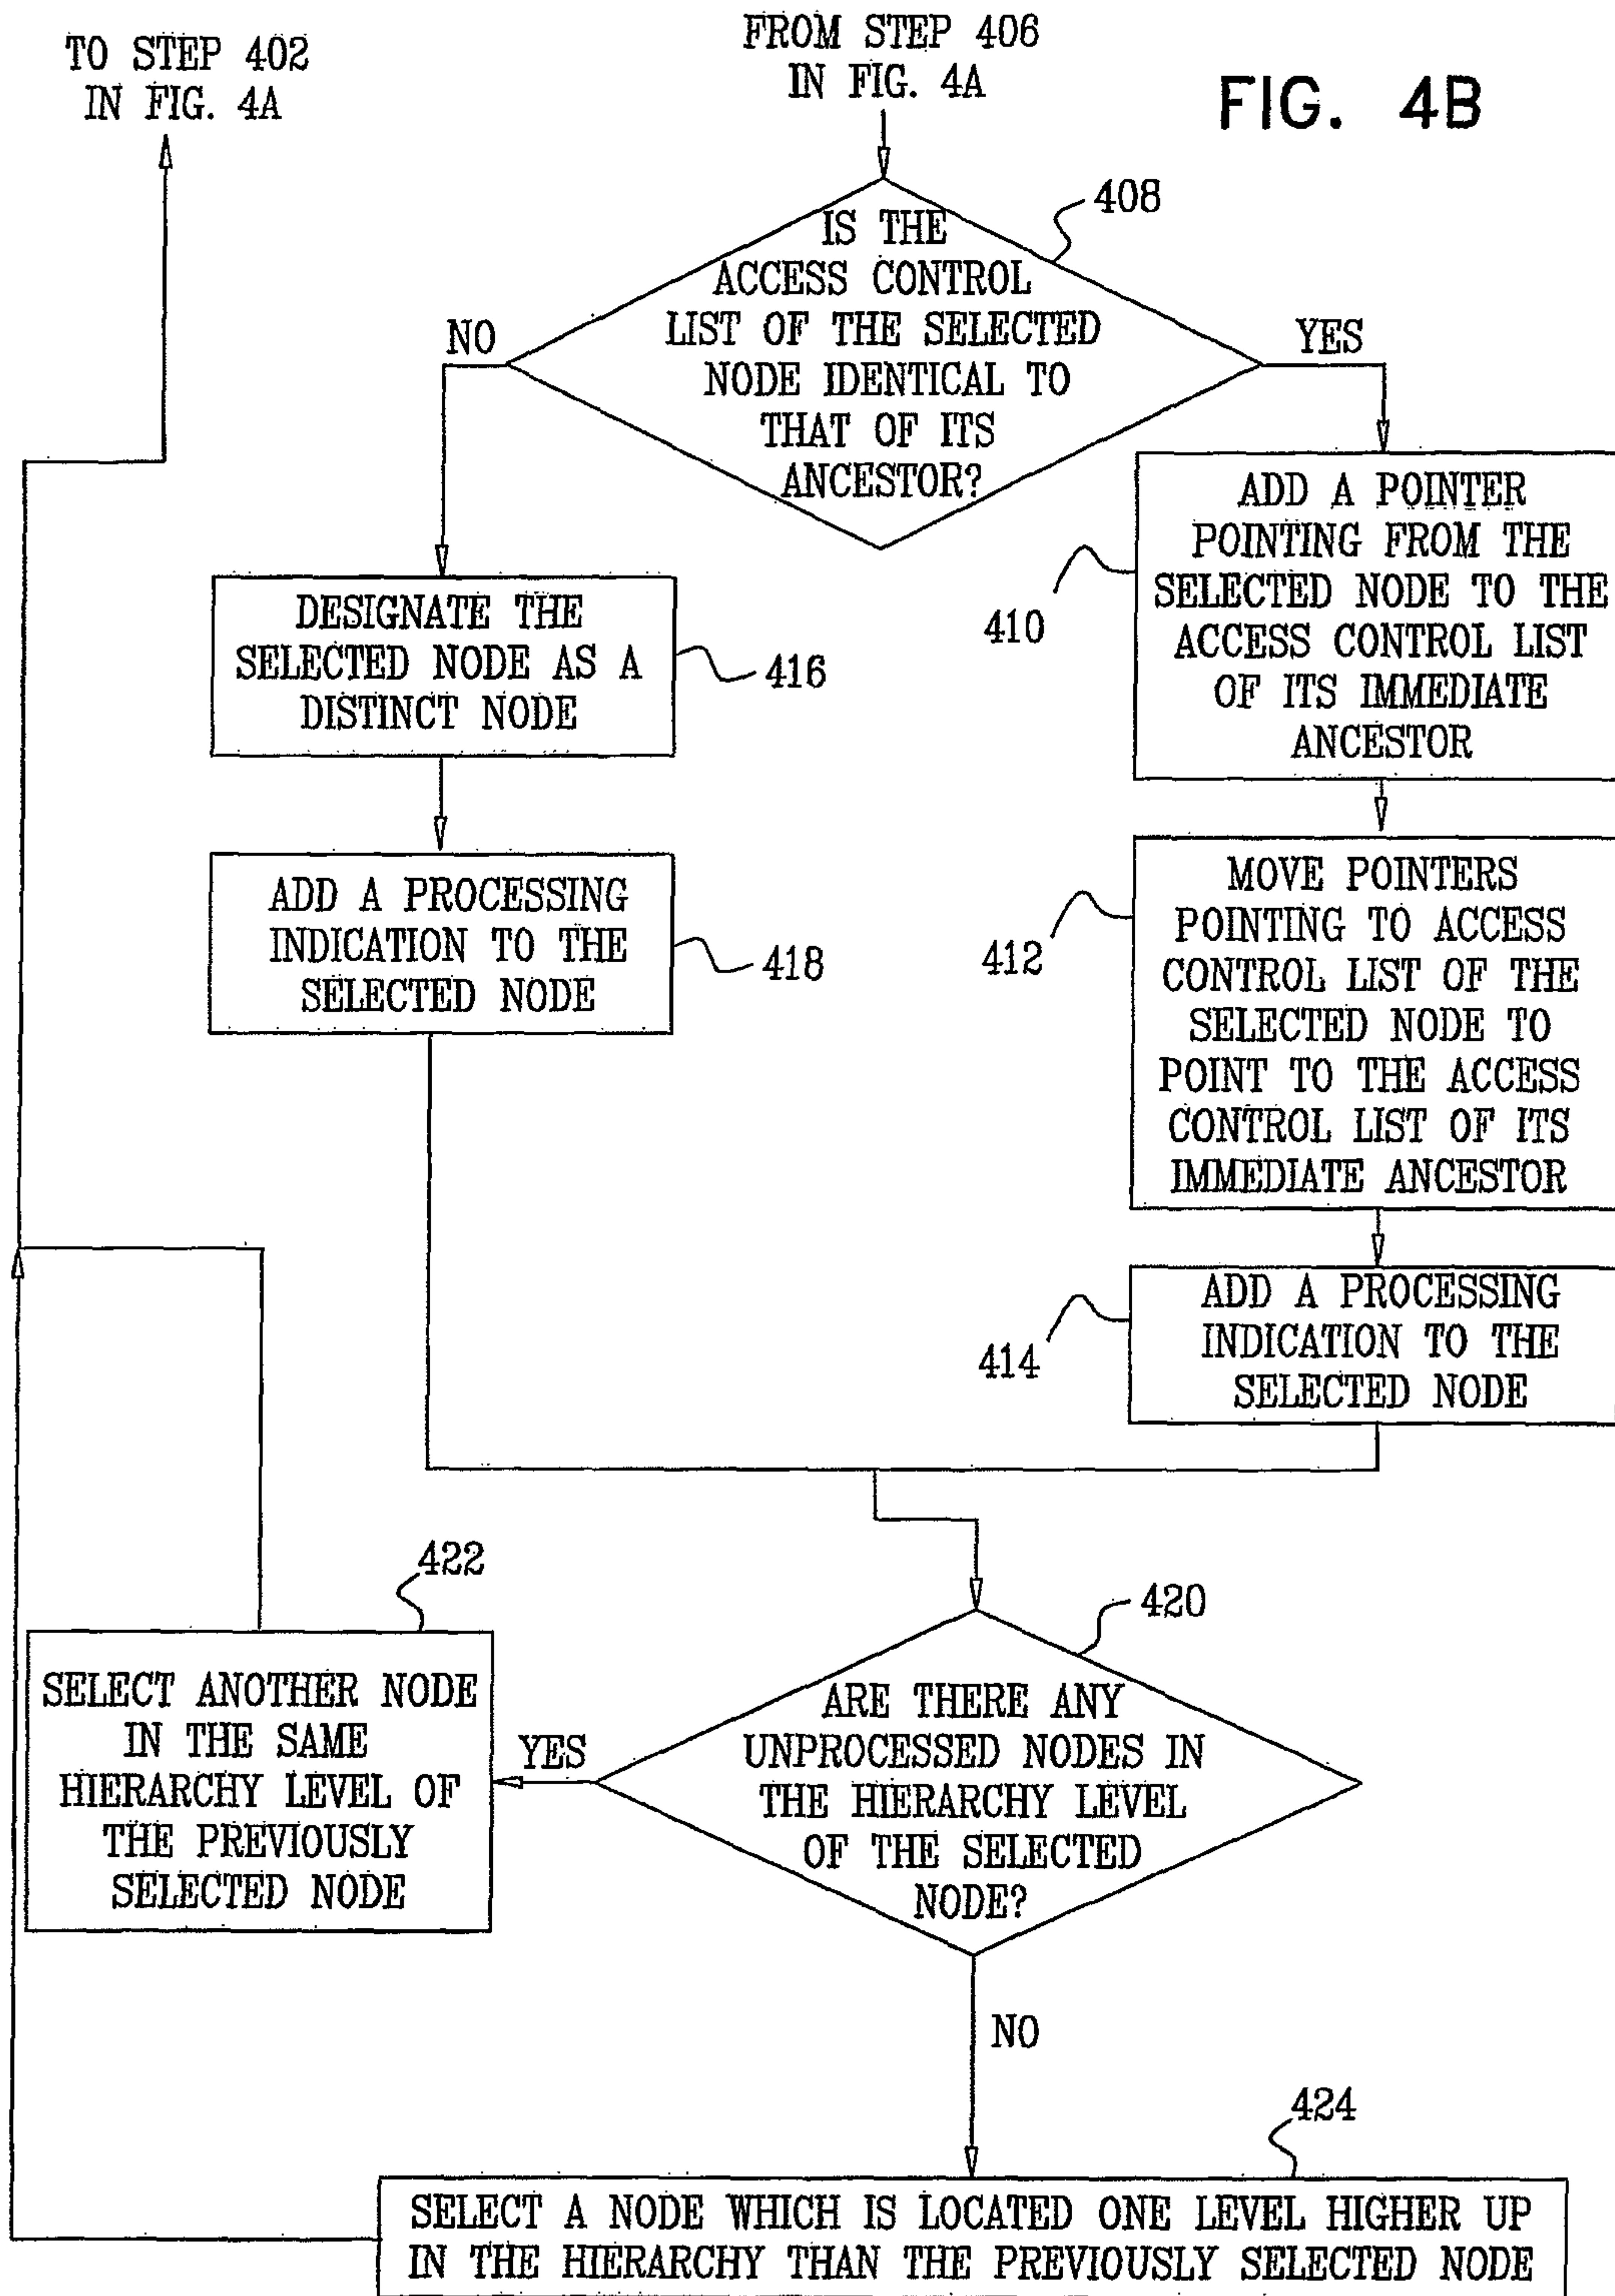 TO STEP 402
IN FIG. 4A
FROM STEP 406
IN FIG. 4A
FIG. 4B
408
IS THE
ACCESS CONTROL
LIST OF THE SELECTED
NODE IDENTICAL TO
THAT OF ITS
ANCESTOR?
NO
YES
410
ADD A POINTER
POINTING FROM THE
SELECTED NODE TO THE
ACCESS CONTROL LIST
OF ITS IMMEDIATE
ANCESTOR
DESIGNATE THE
SELECTED NODE AS A
DISTINCT NODE
416
412
MOVE POINTERS
POINTING TO ACCESS
CONTROL LIST OF THE
SELECTED NODE TO
POINT TO THE ACCESS
CONTROL LIST OF ITS
IMMEDIATE ANCESTOR
ADD A PROCESSING
INDICATION TO THE
SELECTED NODE
418
414
ADD A PROCESSING
INDICATION TO THE
SELECTED NODE
422
SELECT ANOTHER NODE
IN THE SAME
HIERARCHY LEVEL OF
THE PREVIOUSLY
SELECTED NODE
YES
420
ARE THERE ANY
UNPROCESSED NODES IN
THE HIERARCHY LEVEL
OF THE SELECTED
NODE?
NO
424
SELECT A NODE WHICH IS LOCATED ONE LEVEL HIGHER UP
IN THE HIERARCHY THAN THE PREVIOUSLY SELECTED NODE